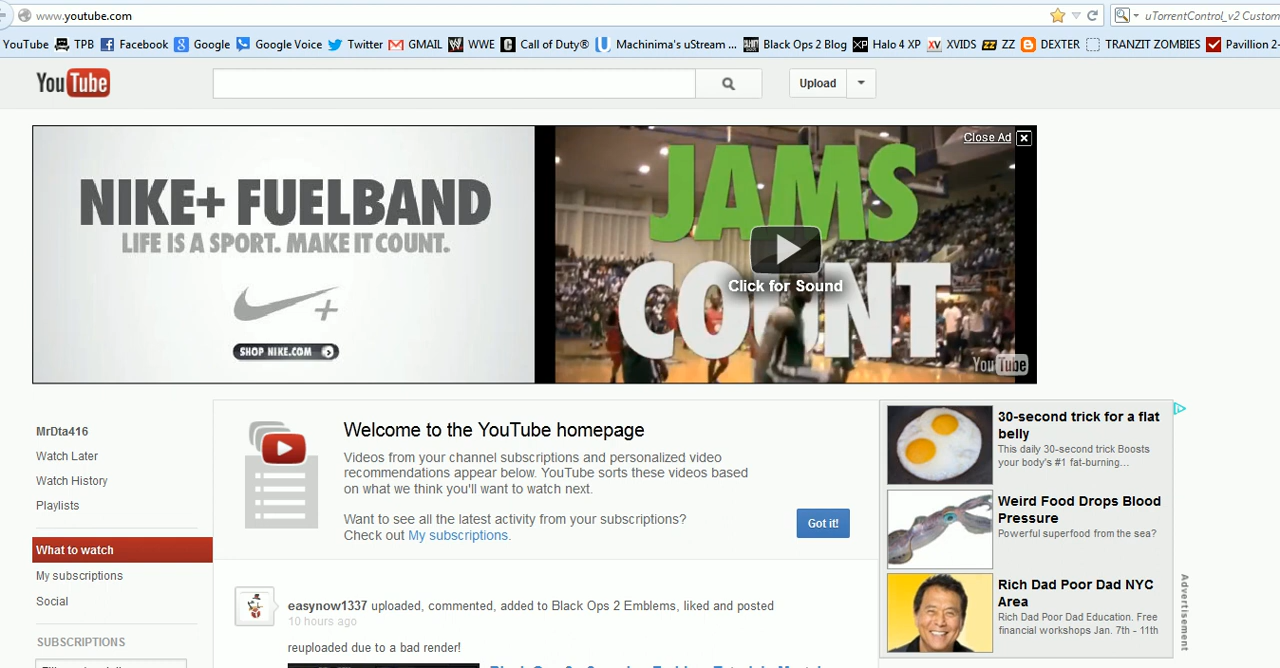 www.youtube.com
uTorrentControl_v2 Custom
YouTube TPB Facebook Google Google Voice Twitter GMAIL WWE Call of Duty® Machinima's uStream ... Black Ops 2 Blog Halo 4 XP XVIDS ZZ DEXTER TRANZIT ZOMBIES Pavillion 2-
YouTube
Upload
NIKE+ FUELBAND
LIFE IS A SPORT. MAKE IT COUNT.
SHOP NIKE.COM
Close Ad
JAMS
COUNT
Click for Sound
YouTube
MrDta416
Watch Later
Watch History
Playlists
What to watch
My subscriptions
Social
SUBSCRIPTIONS
Welcome to the YouTube homepage
Videos from your channel subscriptions and personalized video
recommendations appear below. YouTube sorts these videos based
on what we think you'll want to watch next.
Want to see all the latest activity from your subscriptions?
Check out My subscriptions.
Got it!
easynow1337 uploaded, commented, added to Black Ops 2 Emblems, liked and posted
10 hours ago
reuploaded due to a bad render!
30-second trick for a flat
belly
This daily 30-second trick Boosts
your body's #1 fat-burning...
Weird Food Drops Blood
Pressure
Powerful superfood from the sea?
Rich Dad Poor Dad NYC
Area
Rich Dad Poor Dad Education. Free
financial workshops Jan. 7th - 11th
Advertisement